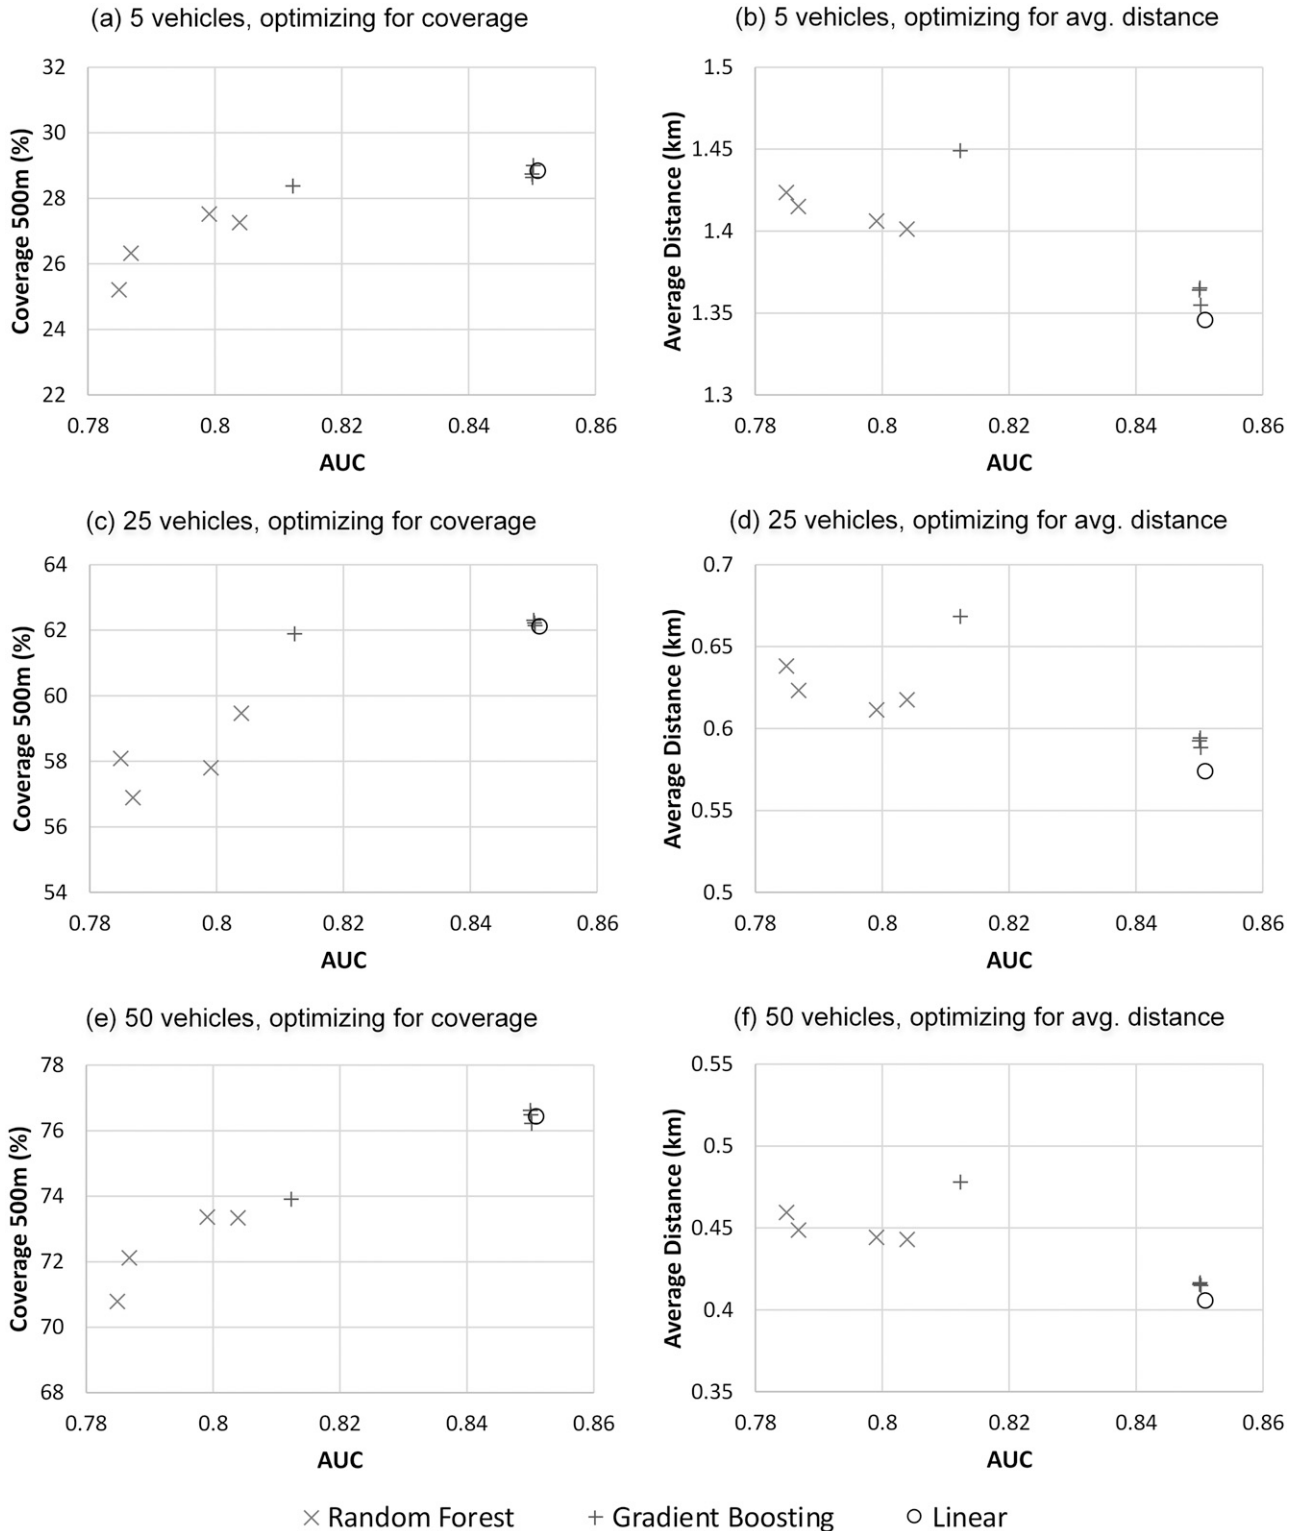 (a) 5 vehicles, optimizing for coverage
32
30
28
26
24
22
Coverage 500m (%)
0.78 0.8 0.82 0.84 0.86
AUC
(b) 5 vehicles, optimizing for avg. distance
1.5
1.45
1.4
1.35
1.3
Average Distance (km)
0.78 0.8 0.82 0.84 0.86
AUC
(c) 25 vehicles, optimizing for coverage
64
62
60
58
56
54
Coverage 500m (%)
0.78 0.8 0.82 0.84 0.86
AUC
(d) 25 vehicles, optimizing for avg. distance
0.7
0.65
0.6
0.55
0.5
Average Distance (km)
0.78 0.8 0.82 0.84 0.86
AUC
(e) 50 vehicles, optimizing for coverage
78
76
74
72
70
68
Coverage 500m (%)
0.78 0.8 0.82 0.84 0.86
AUC
(f) 50 vehicles, optimizing for avg. distance
0.55
0.5
0.45
0.4
0.35
Average Distance (km)
0.78 0.8 0.82 0.84 0.86
AUC
Random Forest Gradient Boosting Linear